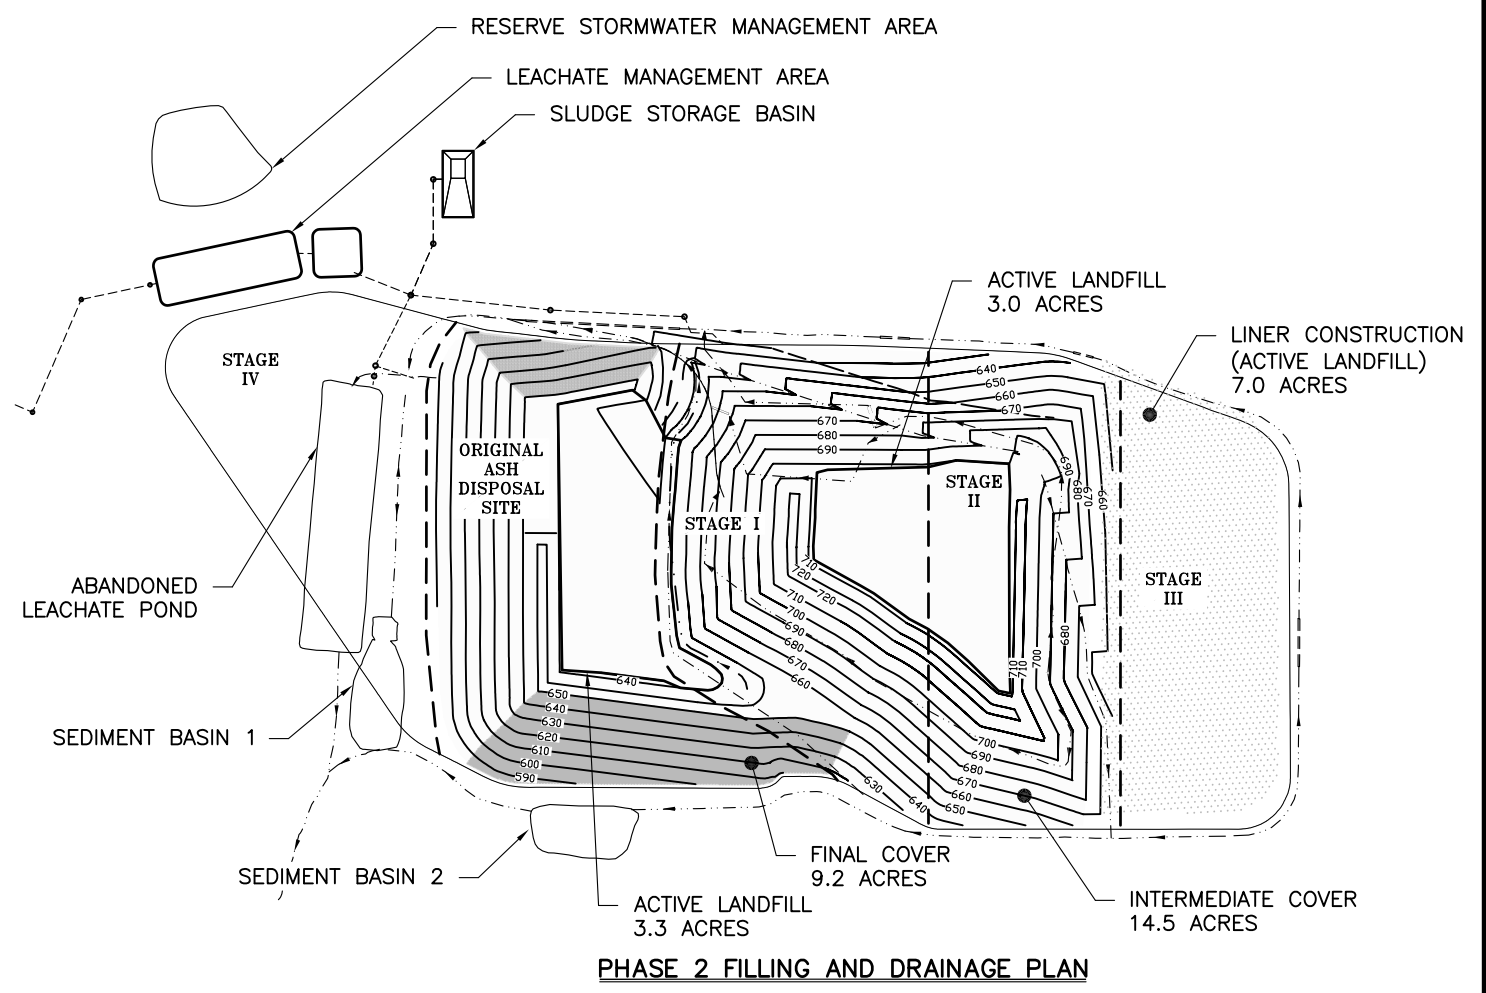 RESERVE STORMWATER MANAGEMENT AREA
LEACHATE MANAGEMENT AREA
SLUDGE STORAGE BASIN
ACTIVE LANDFILL
3.0 ACRES
LINER CONSTRUCTION
(ACTIVE LANDFILL)
7.0 ACRES
STAGE
IV
640
650
660
670
670
680
690
ORIGINAL
ASH
DISPOSAL
SITE
STAGE I
STAGE
II
690
680
670
660
STAGE
III
ABANDONED
LEACHATE POND
710
720
720
710
700
690
680
670
660
710
710
700
680
640
650
640
630
620
610
600
590
700
690
680
670
660
650
640
630
SEDIMENT BASIN 1
SEDIMENT BASIN 2
FINAL COVER
9.2 ACRES
ACTIVE LANDFILL
3.3 ACRES
INTERMEDIATE COVER
14.5 ACRES
PHASE 2 FILLING AND DRAINAGE PLAN